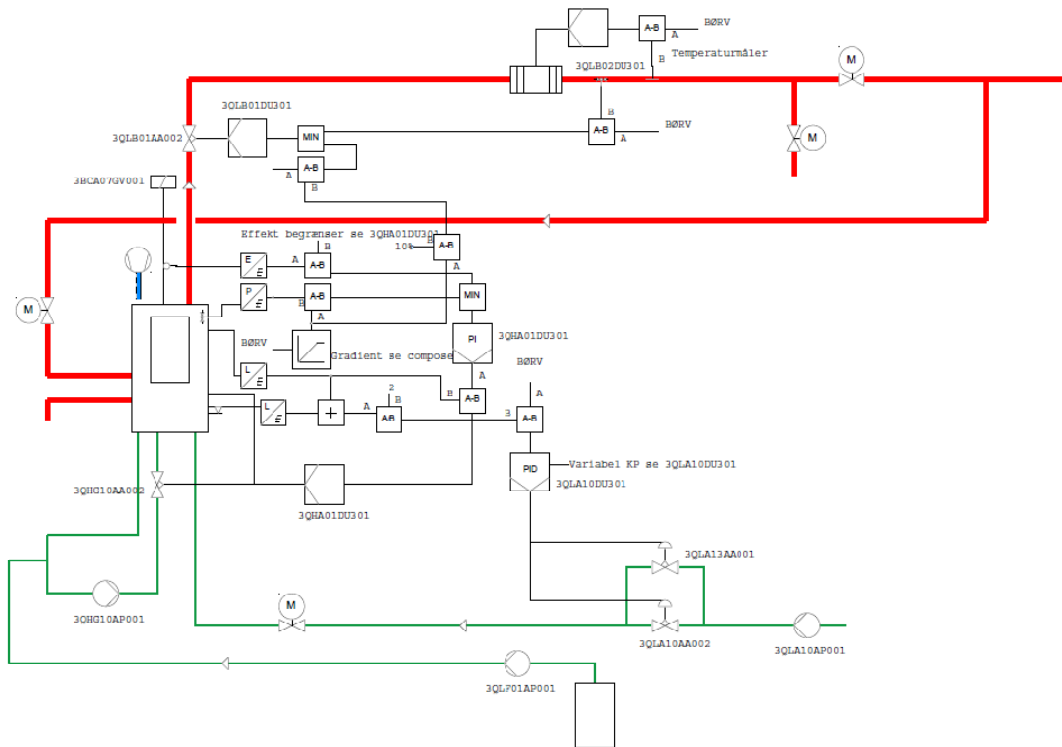 BØRV
A-B
A
B
Temperaturmåler
3QLB02DU301
M
3QLB01DU301
B
BØRV
A-B
A
3QLB01AA002
MIN
M
A
A-B
B
3BCA07GV001
Effekt begrænser se 3QHA01DU301
B
10%
B
A-B
A
E
E
A
A-B
P
E
B
A-B
MIN
M
A
BØRV
Gradient se compose
PI
3QHA01DU301
BØRV
L
E
A
2
B
A-B
A
L
E
+
A
B
A/B
3
A-B
PID
Variabel KP se 3QLA10DU301
3QLA10DU301
3QHG10AA002
3QHA01DU301
3QLA13AA001
M
3QHG10AP001
3QLA10AA002
3QLA10AP001
3QLF01AP001